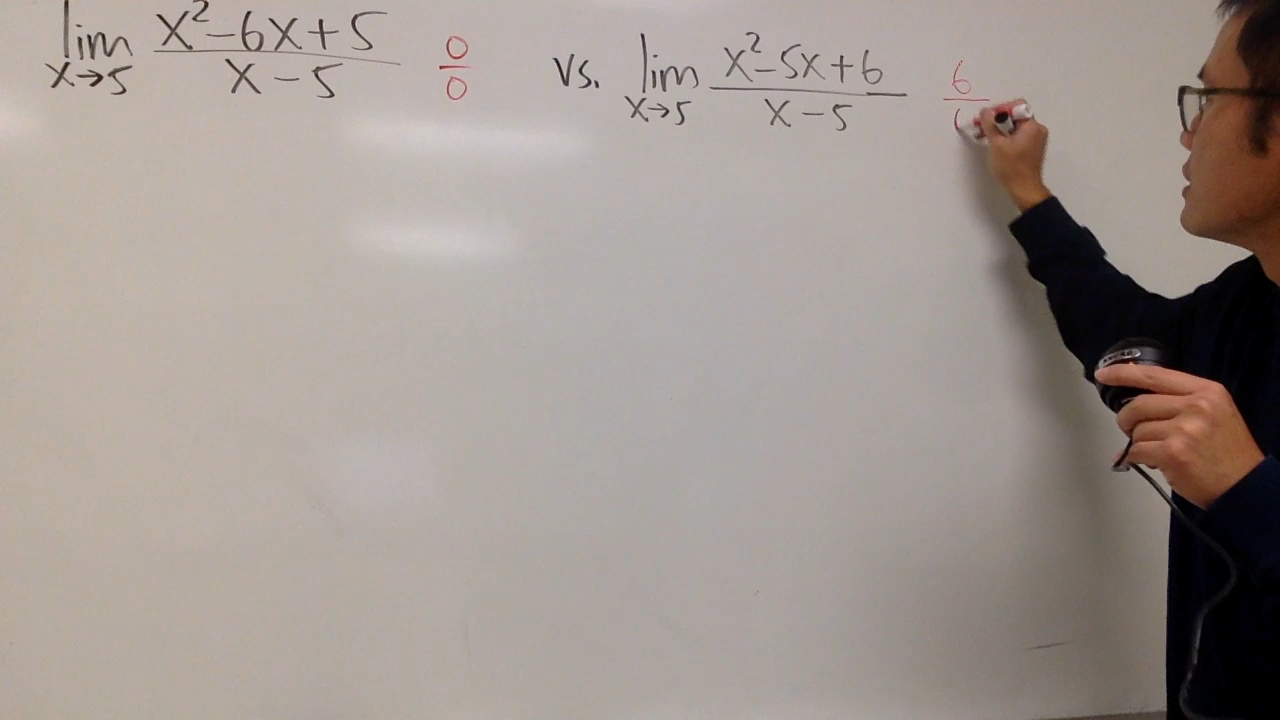 lim x→5 x²-6x+5 / x-5 0/0
vs. lim x→5 x²-5x+6 / x-5 6/